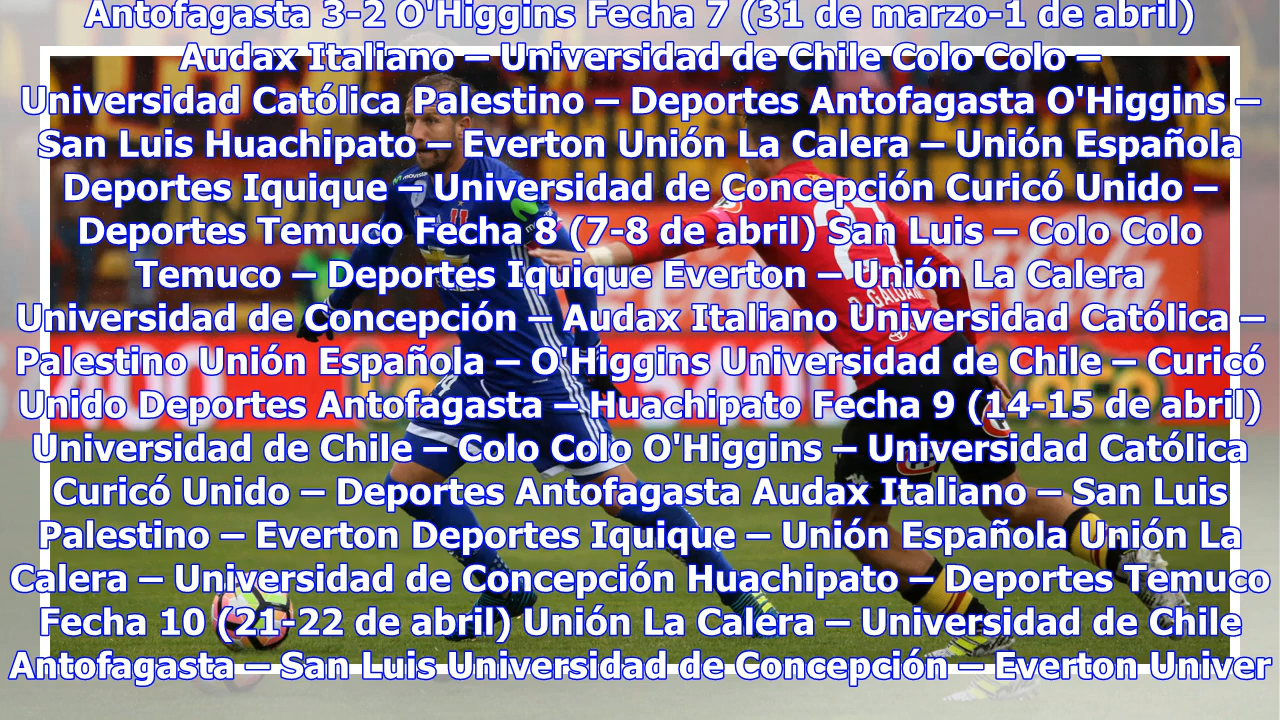 Antofagasta 3-2 O'Higgins Fecha 7 (31 de marzo-1 de abril)
Audax Italiano – Universidad de Chile Colo Colo –
Universidad Católica Palestino – Deportes Antofagasta O'Higgins –
San Luis Huachipato – Everton Unión La Calera – Unión Española
Deportes Iquique – Universidad de Concepción Curicó Unido –
Deportes Temuco Fecha 8 (7-8 de abril) San Luis – Colo Colo
Temuco – Deportes Iquique Everton – Unión La Calera
Universidad de Concepción – Audax Italiano Universidad Católica –
Palestino Unión Española – O'Higgins Universidad de Chile – Curicó
Unido Deportes Antofagasta – Huachipato Fecha 9 (14-15 de abril)
Universidad de Chile – Colo Colo O'Higgins – Universidad Católica
Curicó Unido – Deportes Antofagasta Audax Italiano – San Luis
Palestino – Everton Deportes Iquique – Unión Española Unión La
Calera – Universidad de Concepción Huachipato – Deportes Temuco
Fecha 10 (21-22 de abril) Unión La Calera – Universidad de Chile
Antofagasta – San Luis Universidad de Concepción – Everton Univer